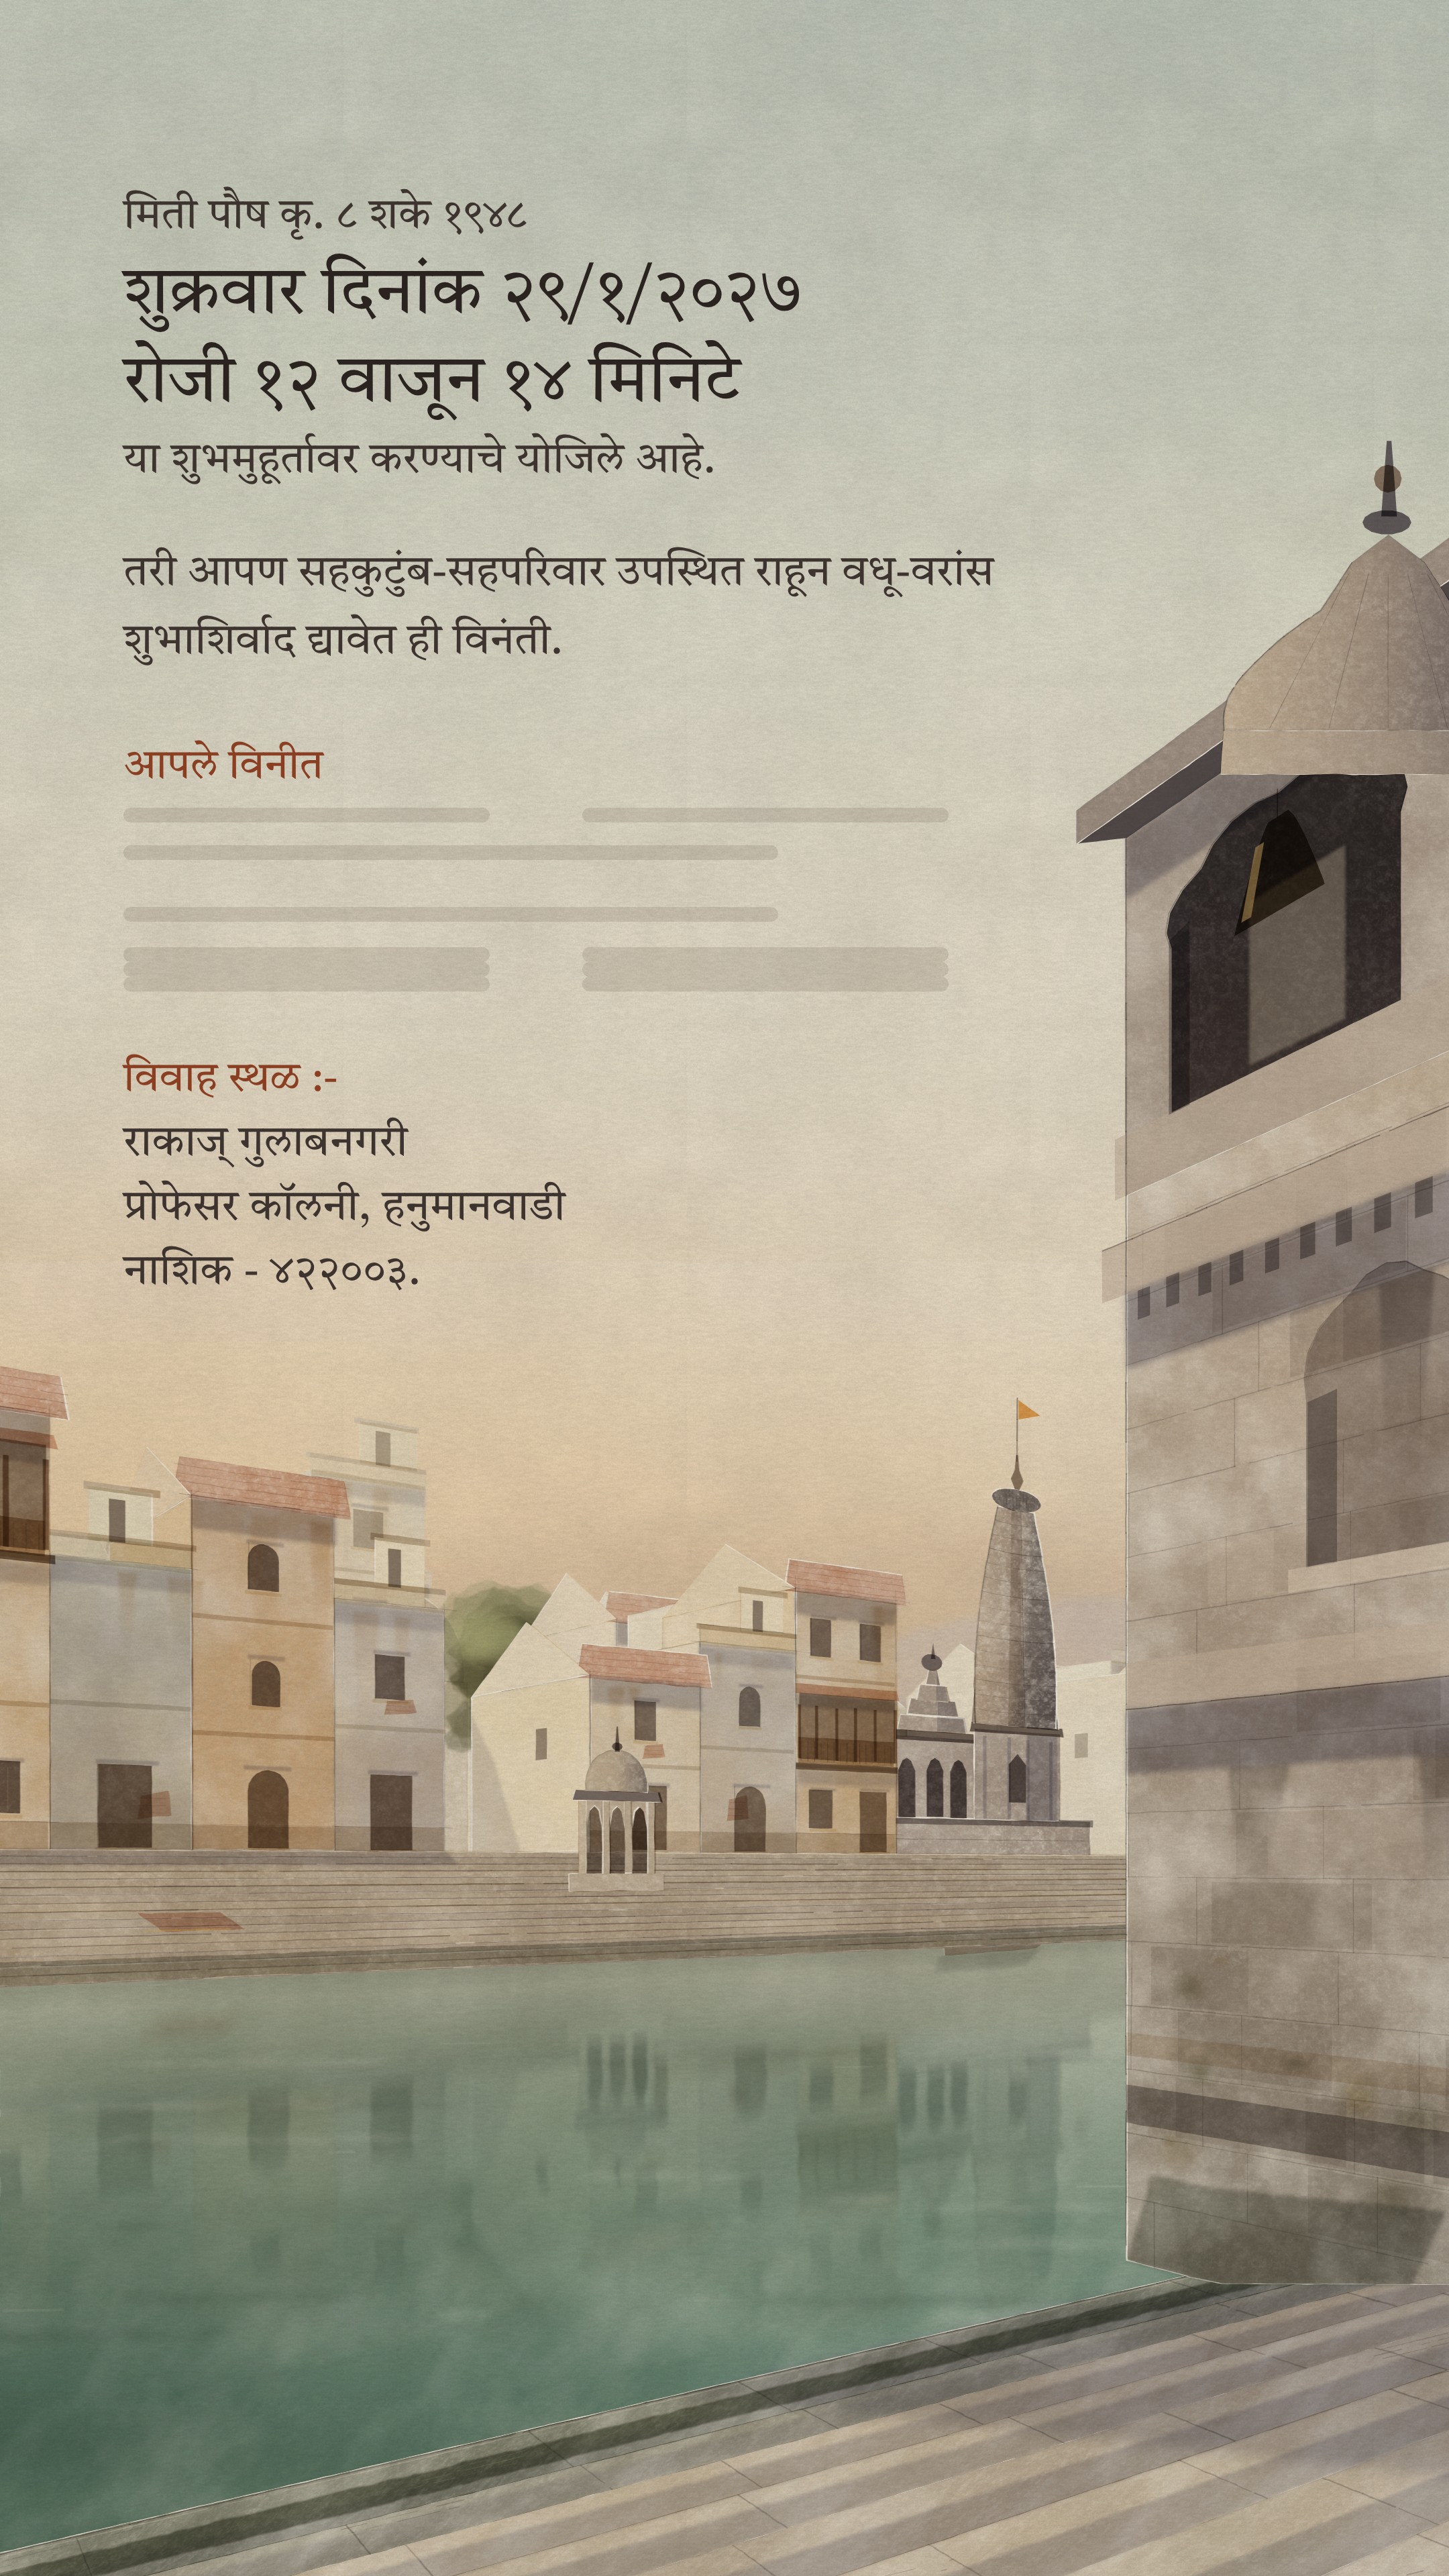 मिती पौष कृ. ८ शके १९४८
शुक्रवार दिनांक २९/१/२०२७
रोजी १२ वाजून १४ मिनिटे
या शुभमुहूर्तावर करण्याचे योजिले आहे.
तरी आपण सहकुटुंब-सहपरिवार उपस्थित राहून वधू-वरांस
शुभाशिर्वाद द्यावेत ही विनंती.
आपले विनीत
विवाह स्थळ :-
राकाज् गुलाबनगरी
प्रोफेसर कॉलनी, हनुमानवाडी
नाशिक - ४२२००३.